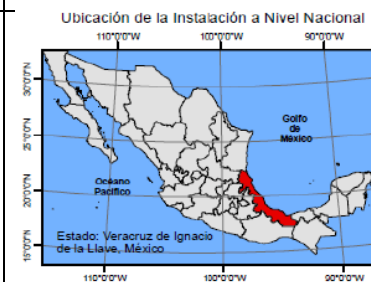 Ubicación de la Instalación a Nivel Nacional
110°0'0"W 100°0'0"W 90°0'0"W
30°0'0"N
25°0'0"N
20°0'0"N
15°0'0"N
Golfo
de
México
Océano
Pacífico
Estado: Veracruz de Ignacio
de la Llave, México
110°0'0"W 100°0'0"W 90°0'0"W